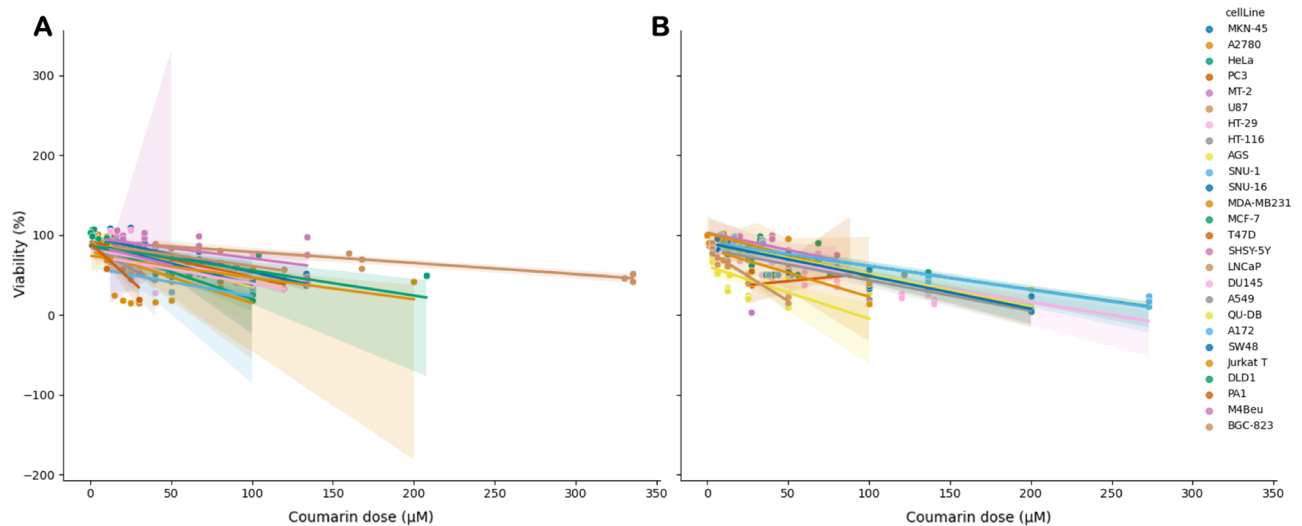 A
B
Viability (%)
300
200
100
0
−100
−200
0
50
100
150
200
250
300
350
Coumarin dose (µM)
0
50
100
150
200
250
300
350
Coumarin dose (µM)
cellLine
MKN-45
A2780
HeLa
PC3
MT-2
U87
HT-29
HT-116
AGS
SNU-1
SNU-16
MDA-MB231
MCF-7
T47D
SHSY-5Y
LNCaP
DU145
A549
QU-DB
A172
SW48
Jurkat T
DLD1
PA1
M4Beu
BGC-823